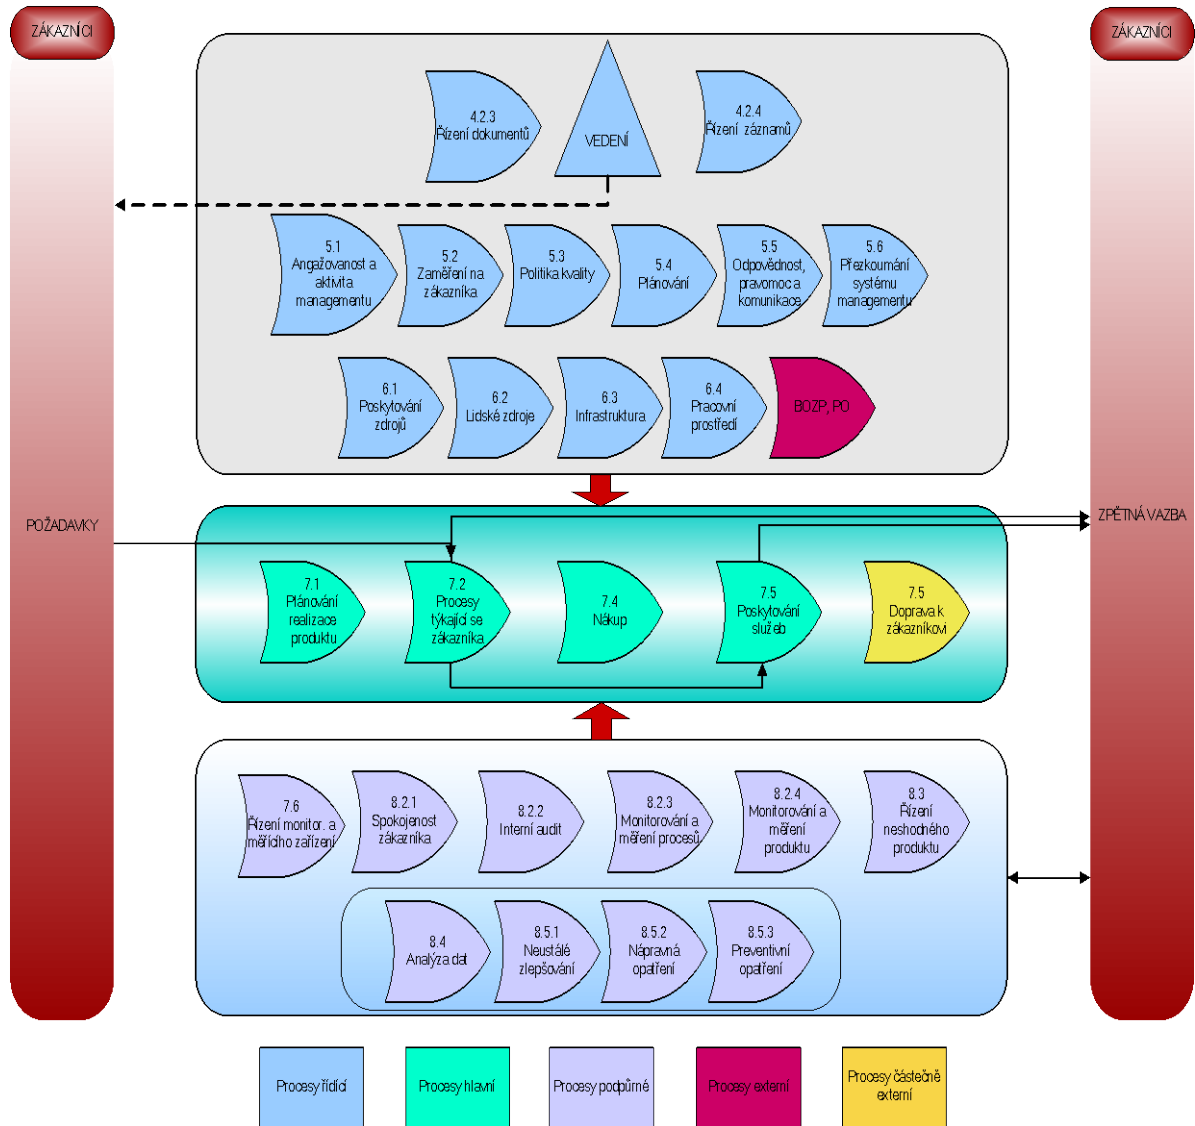 ZÁKAZNÍCI
ZÁKAZNÍCI
4.2.3
Řízení dokumentů
VEDENÍ
4.2.4
Řízení záznamů
5.1
Angažovanost a
aktivita
managementu
5.2
Zaměření na
zákazníka
5.3
Politika kvality
5.4
Plánování
5.5
Odpovědnost,
pravomoc a
komunikace
5.6
Přezkoumání
systému
managementu
6.1
Poskytování
zdrojů
6.2
Lidské zdroje
6.3
Infrastruktura
6.4
Pracovní
prostředí
BOZP, PO
POŽADAVKY
ZPĚTNÁ VAZBA
7.1
Plánování
realizace
produktu
7.2
Procesy
týkající se
zákazníka
7.4
Nákup
7.5
Poskytování
služeb
7.5
Doprava k
zákazníkovi
7.6
Řízení monitor. a
měřícího zařízení
8.2.1
Spokojenost
zákazníka
8.2.2
Interní audit
8.2.3
Monitorování a
měření procesů
8.2.4
Monitorování a
měření
produktu
8.3
Řízení
neshodného
produktu
8.4
Analýza dat
8.5.1
Neustálé
zlepšování
8.5.2
Nápravná
opatření
8.5.3
Preventivní
opatření
Procesy řídící
Procesy hlavní
Procesy podpůrné
Procesy externí
Procesy částečně
externí